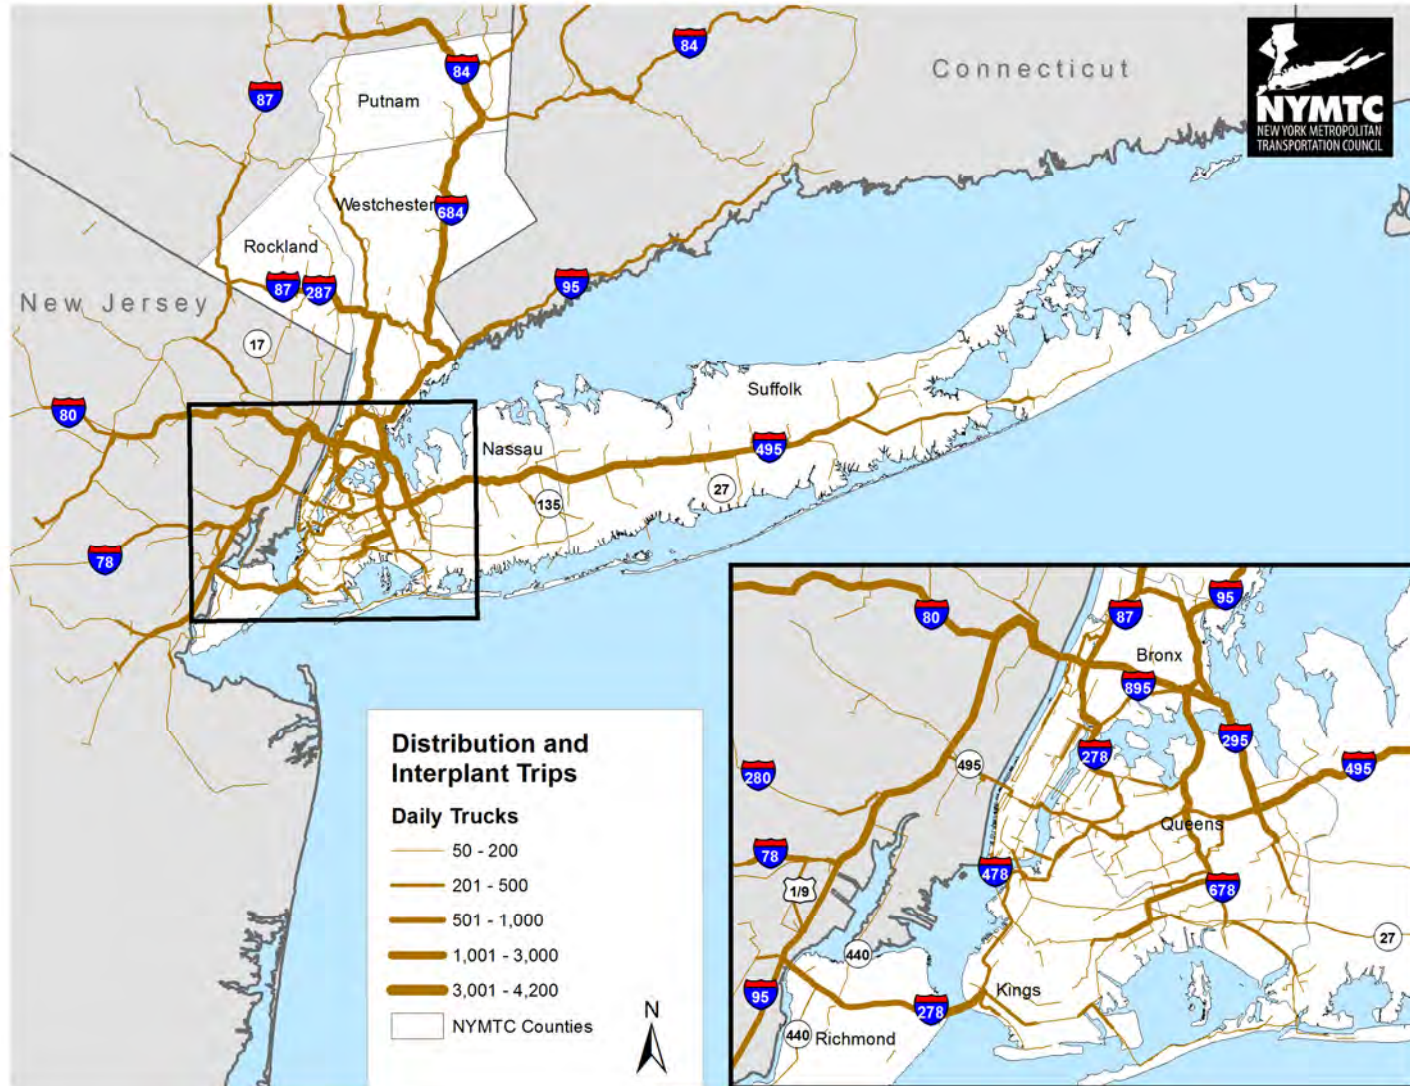 84
84
Connecticut
NYMTC
NEW YORK METROPOLITAN
TRANSPORTATION COUNCIL
87
Putnam
Westchester
684
Rockland
87
287
95
New Jersey
17
80
Suffolk
Nassau
495
27
135
78
Distribution and
Interplant Trips
Daily Trucks
50 - 200
201 - 500
501 - 1,000
1,001 - 3,000
3,001 - 4,200
NYMTC Counties
N
80
87
95
Bronx
895
278
295
495
495
280
Queens
78
478
678
1/9
27
440
Kings
95
278
440
Richmond